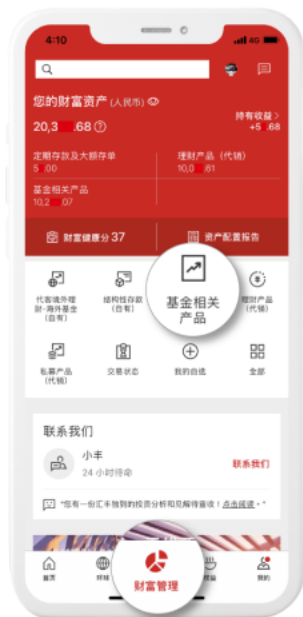 4:10
4G
您的财富资产 (人民币)
持有收益 >
20,3 .68 ?
+5 .68
定期存款及大额存单
理财产品 (代销)
5 .00
10,0 81
基金相关产品
10,2 07
财富健康分 37
资产配置报告
代客境外理
财-海外基金
(自有)
结构性存款
(自有)
基金相关
产品
理财产品
(代销)
私募产品
(代销)
交易状态
我的自选
全部
联系我们
小丰
24 小时待命
联系我们
"您有一份汇丰独到的投资分析和见解待查收！点击阅读。"
首页
环球
财富管理
我的